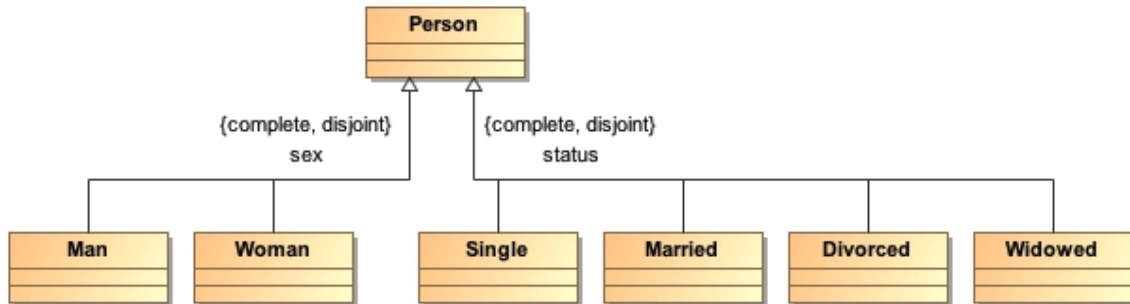 Person
{complete, disjoint}
sex
{complete, disjoint}
status
Man
Woman
Single
Married
Divorced
Widowed